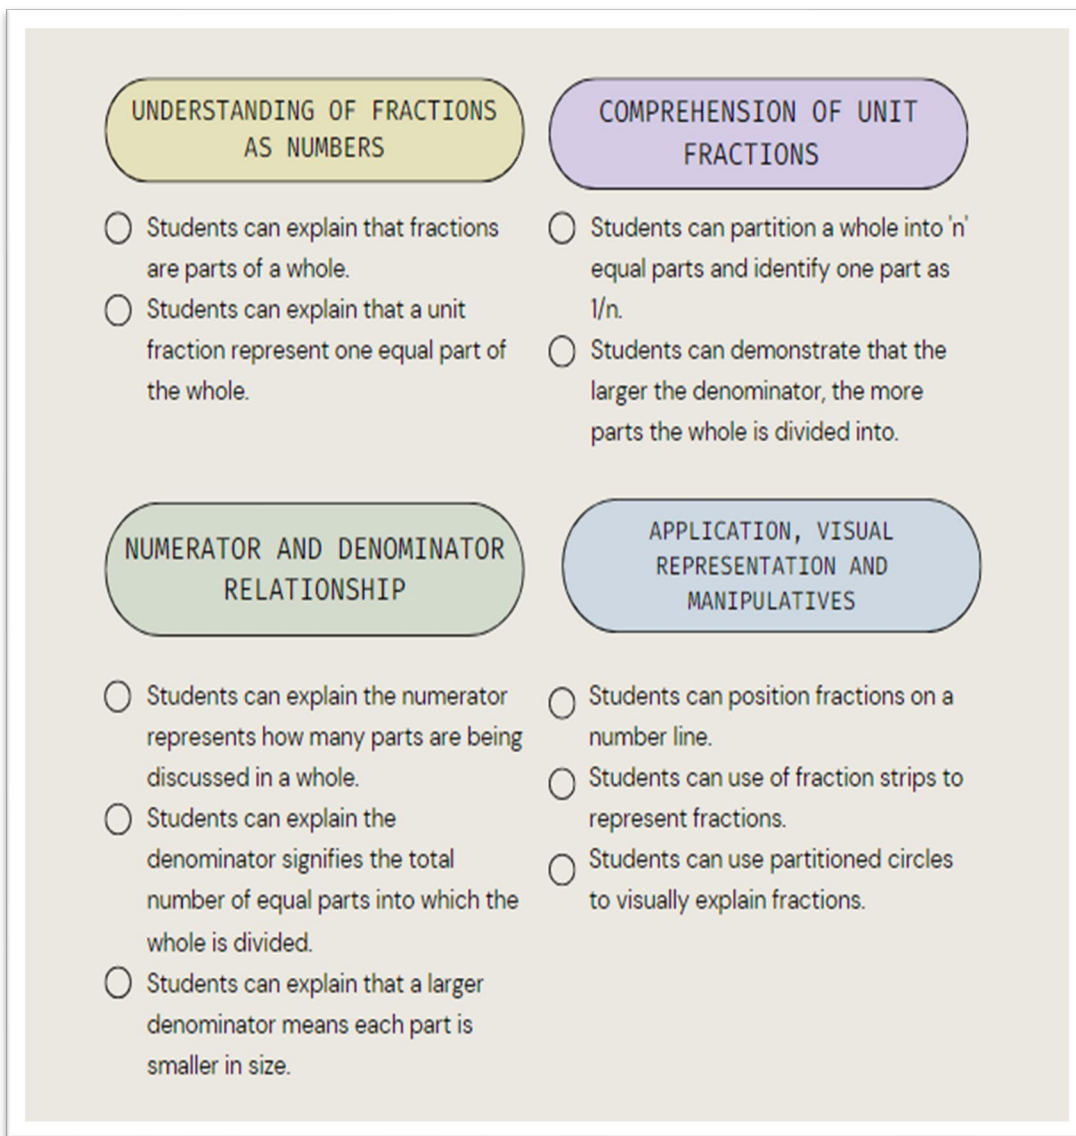 UNDERSTANDING OF FRACTIONS
AS NUMBERS
Students can explain that fractions
are parts of a whole.
Students can explain that a unit
fraction represent one equal part of
the whole.
COMPREHENSION OF UNIT
FRACTIONS
Students can partition a whole into 'n'
equal parts and identify one part as
1/n.
Students can demonstrate that the
larger the denominator, the more
parts the whole is divided into.
NUMERATOR AND DENOMINATOR
RELATIONSHIP
Students can explain the numerator
represents how many parts are being
discussed in a whole.
Students can explain the
denominator signifies the total
number of equal parts into which the
whole is divided.
Students can explain that a larger
denominator means each part is
smaller in size.
APPLICATION, VISUAL
REPRESENTATION AND
MANIPULATIVES
Students can position fractions on a
number line.
Students can use of fraction strips to
represent fractions.
Students can use partitioned circles
to visually explain fractions.